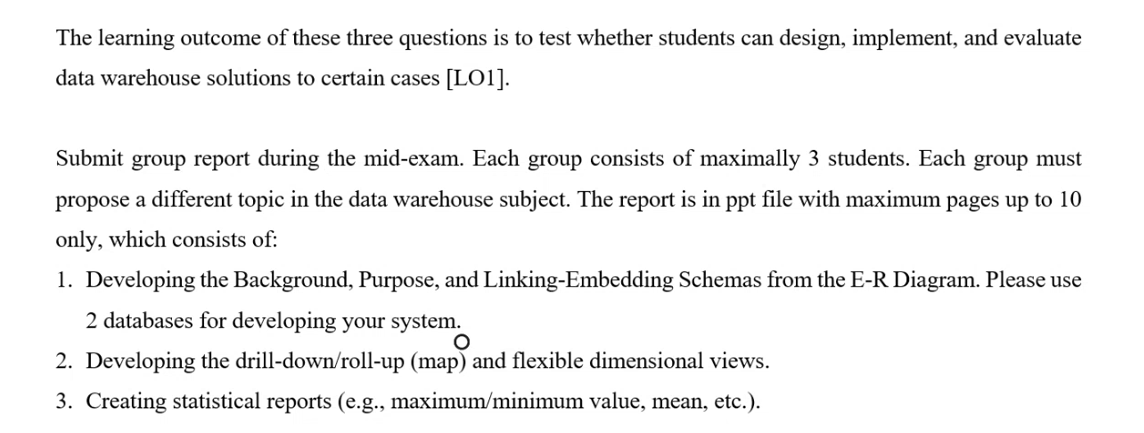 The learning outcome of these three questions is to test whether students can design, implement, and evaluate
data warehouse solutions to certain cases [LO1].
Submit group report during the mid-exam. Each group consists of maximally 3 students. Each group must
propose a different topic in the data warehouse subject. The report is in ppt file with maximum pages up to 10
only, which consists of:
1. Developing the Background, Purpose, and Linking-Embedding Schemas from the E-R Diagram. Please use
2 databases for developing your system.
2. Developing the drill-down/roll-up (map) and flexible dimensional views.
3. Creating statistical reports (e.g., maximum/minimum value, mean, etc.).